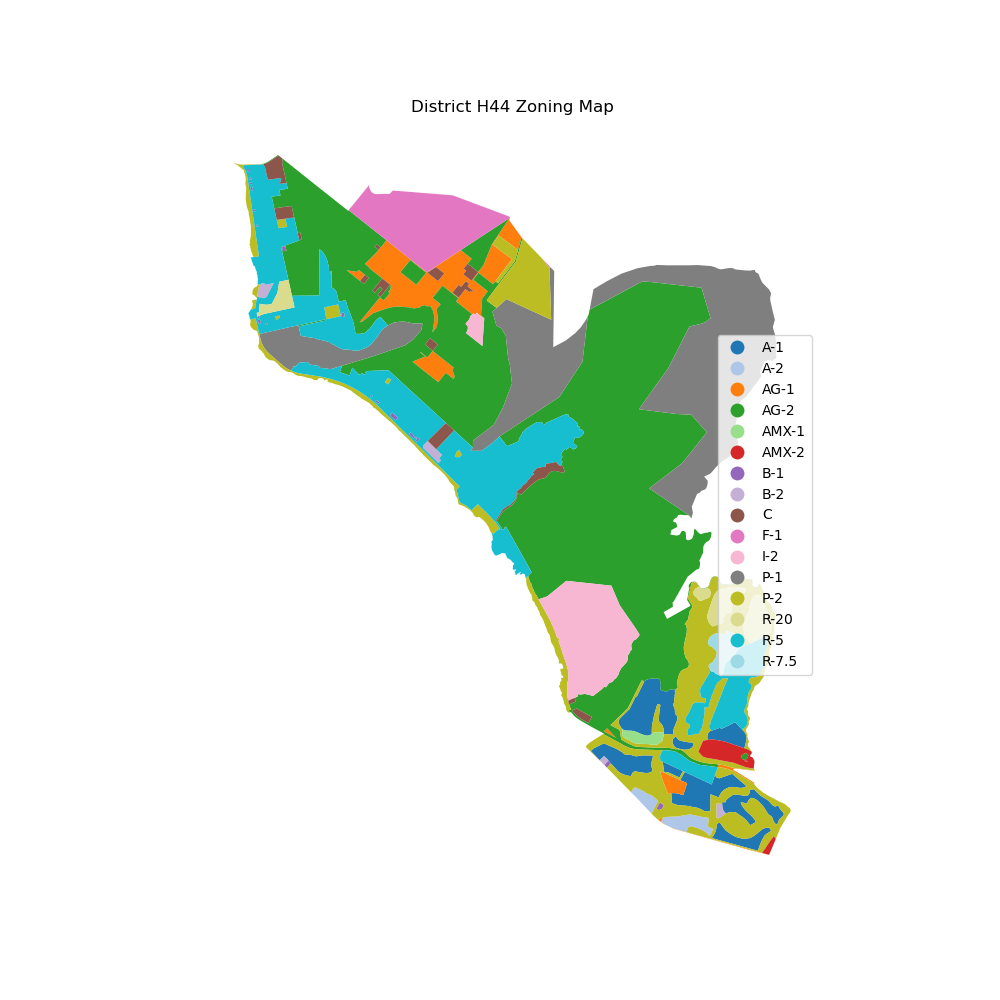 District H44 Zoning Map
A-1
A-2
AG-1
AG-2
AMX-1
AMX-2
B-1
B-2
C
F-1
I-2
P-1
P-2
R-20
R-5
R-7.5